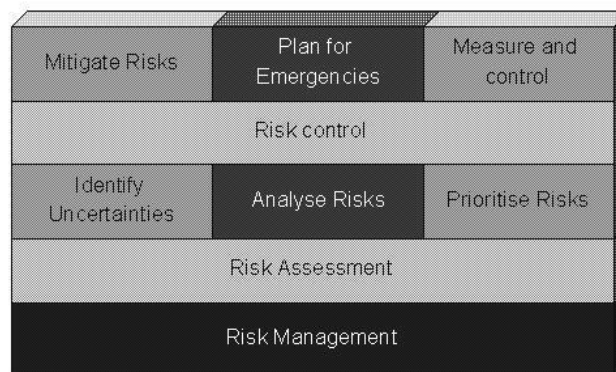 Mitigate Risks
Plan for
Emergencies
Measure and
control
Risk control
Identify
Uncertainties
Analyse Risks
Prioritise Risks
Risk Assessment
Risk Management